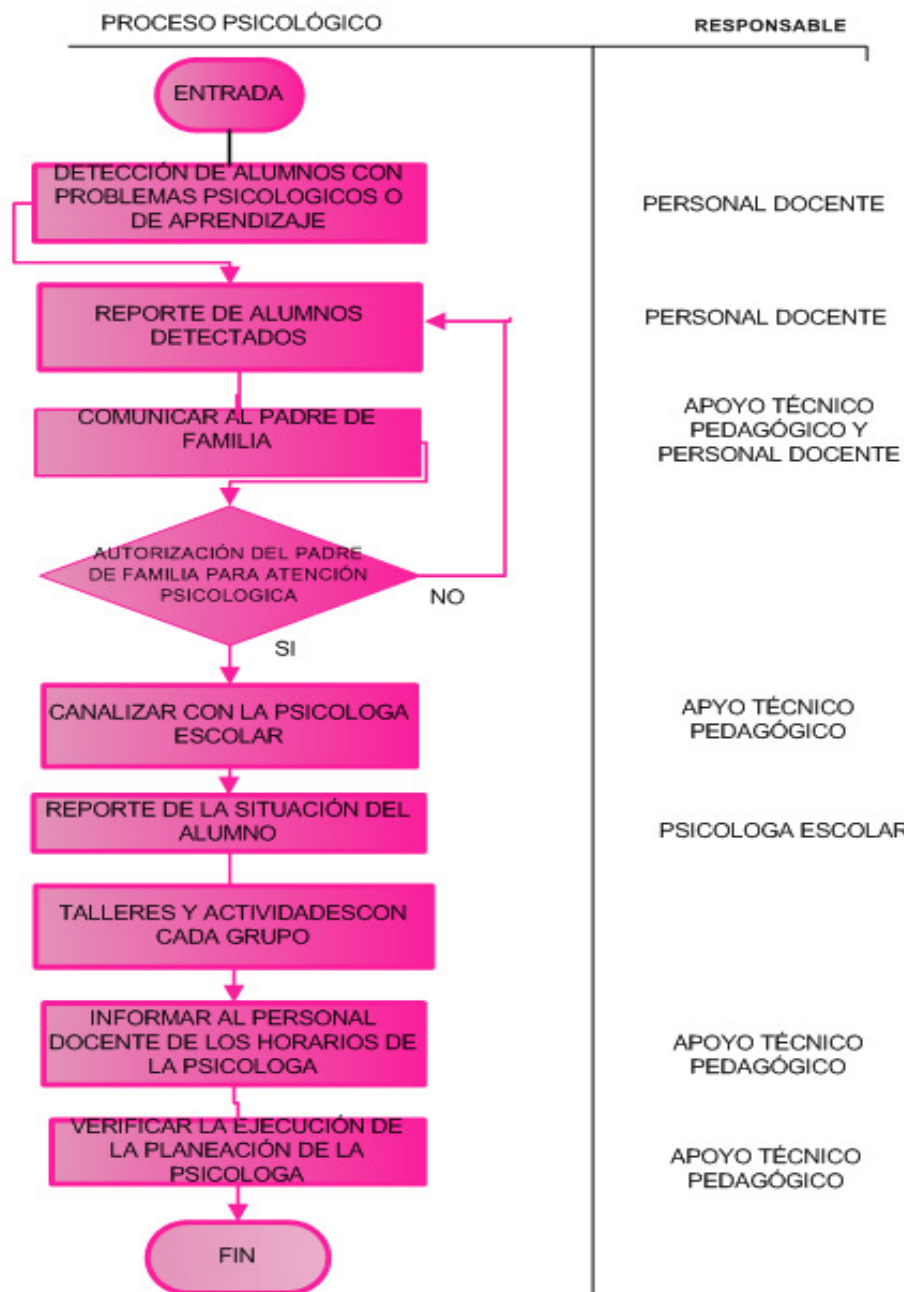 PROCESO PSICOLÓGICO
RESPONSABLE
ENTRADA
DETECCIÓN DE ALUMNOS CON
PROBLEMAS PSICOLOGICOS O
DE APRENDIZAJE
PERSONAL DOCENTE
REPORTE DE ALUMNOS
DETECTADOS
PERSONAL DOCENTE
COMUNICAR AL PADRE DE
FAMILIA
APOYO TÉCNICO
PEDAGÓGICO Y
PERSONAL DOCENTE
AUTORIZACIÓN DEL PADRE
DE FAMILIA PARA ATENCIÓN
PSICOLOGICA
NO
SI
CANALIZAR CON LA PSICOLOGA
ESCOLAR
APYO TÉCNICO
PEDAGÓGICO
REPORTE DE LA SITUACIÓN DEL
ALUMNO
PSICOLOGA ESCOLAR
TALLERES Y ACTIVIDADESCON
CADA GRUPO
INFORMAR AL PERSONAL
DOCENTE DE LOS HORARIOS DE
LA PSICOLOGA
APOYO TÉCNICO
PEDAGÓGICO
VERIFICAR LA EJECUCIÓN DE
LA PLANEACIÓN DE LA
PSICOLOGA
APOYO TÉCNICO
PEDAGÓGICO
FIN